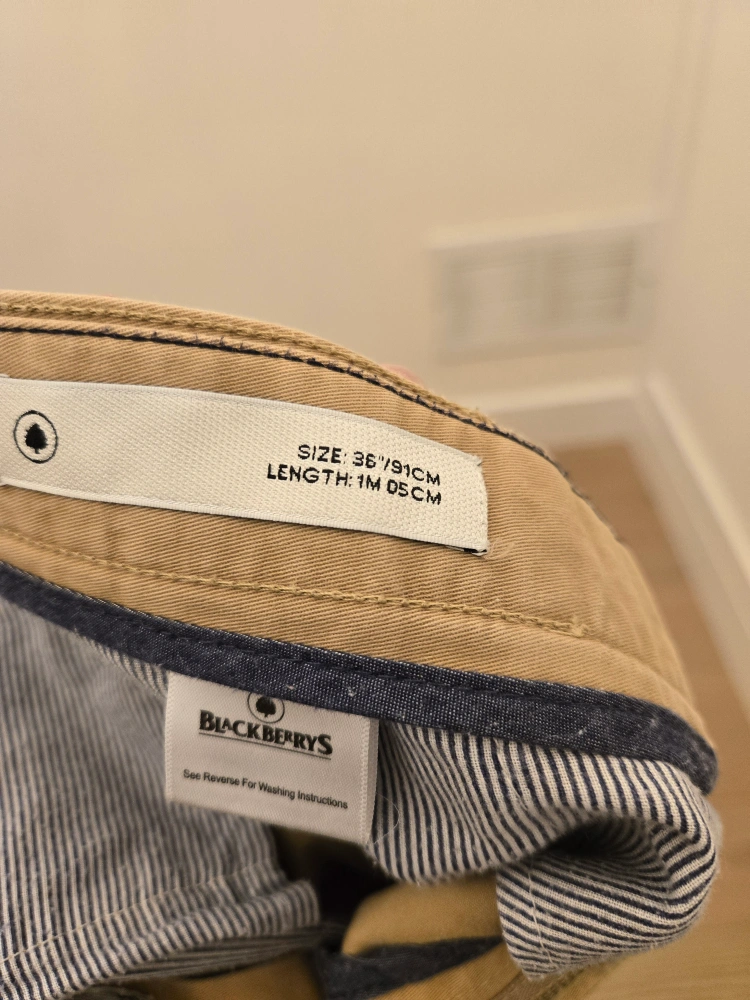 SIZE: 36"/91CM
LENGTH: 1M 05CM
BLACKBERRYS
See Reverse For Washing Instructions